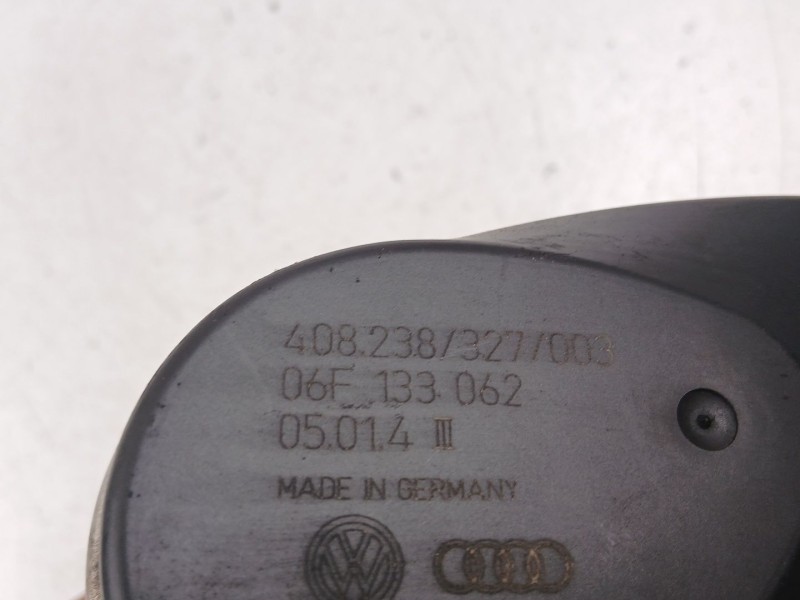 408.238/327/003
06F 133 062
05.01.4 III
MADE IN GERMANY